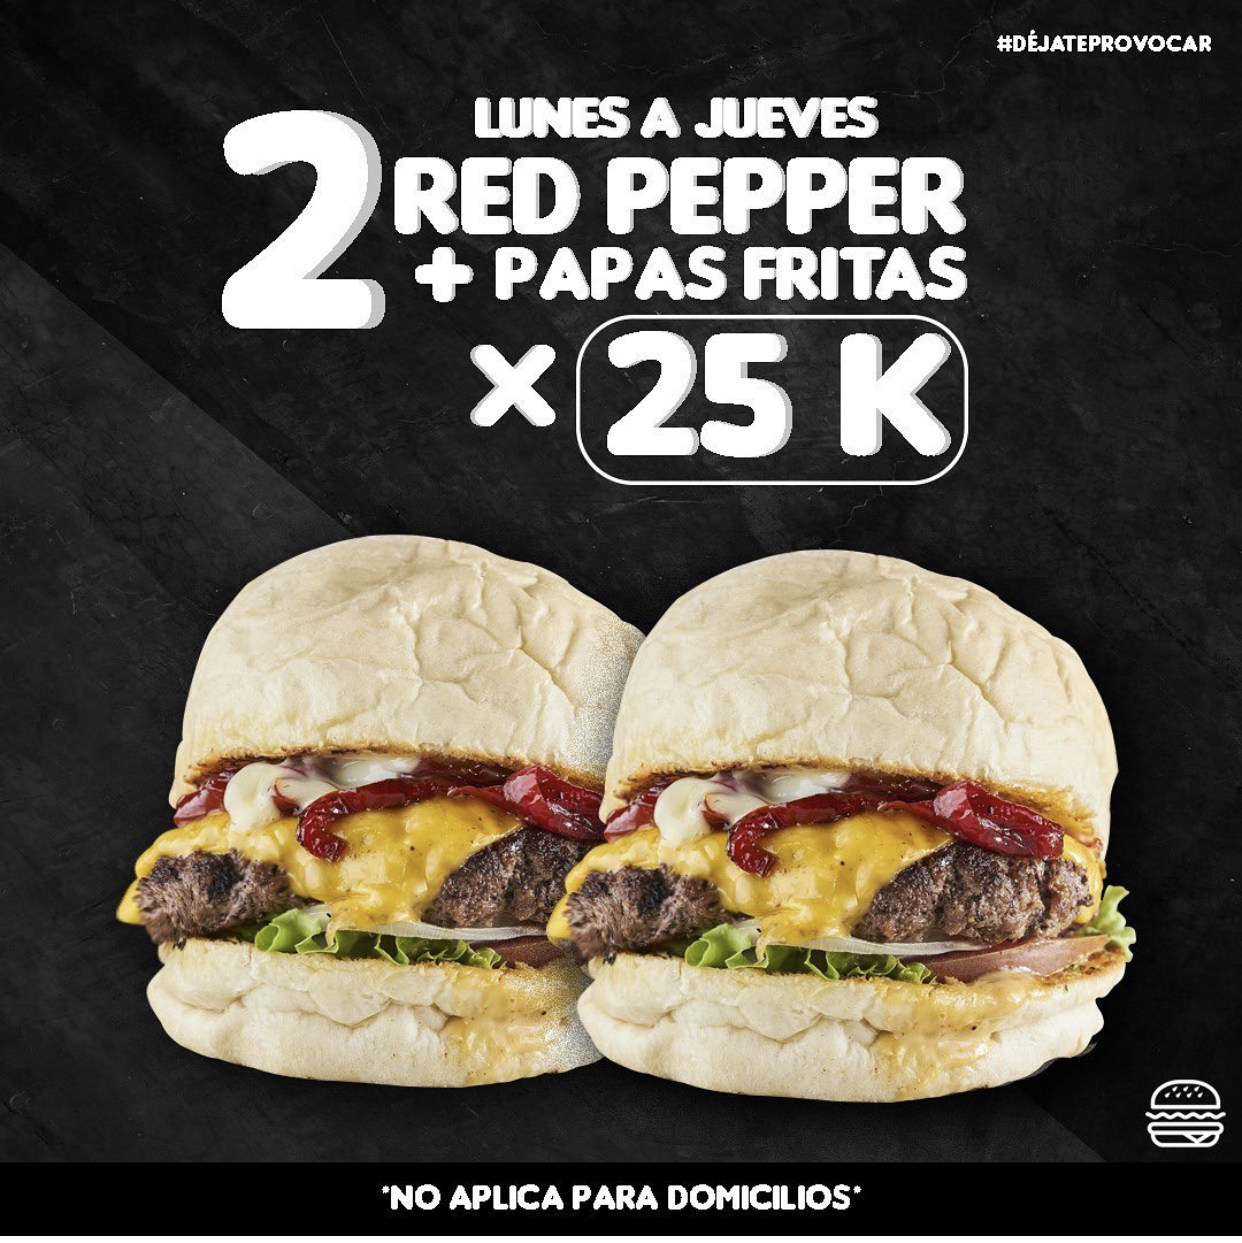 #DÉJATEPROVOCAR
LUNES A JUEVES
2 RED PEPPER
+ PAPAS FRITAS
x 25 K
*NO APLICA PARA DOMICILIOS*